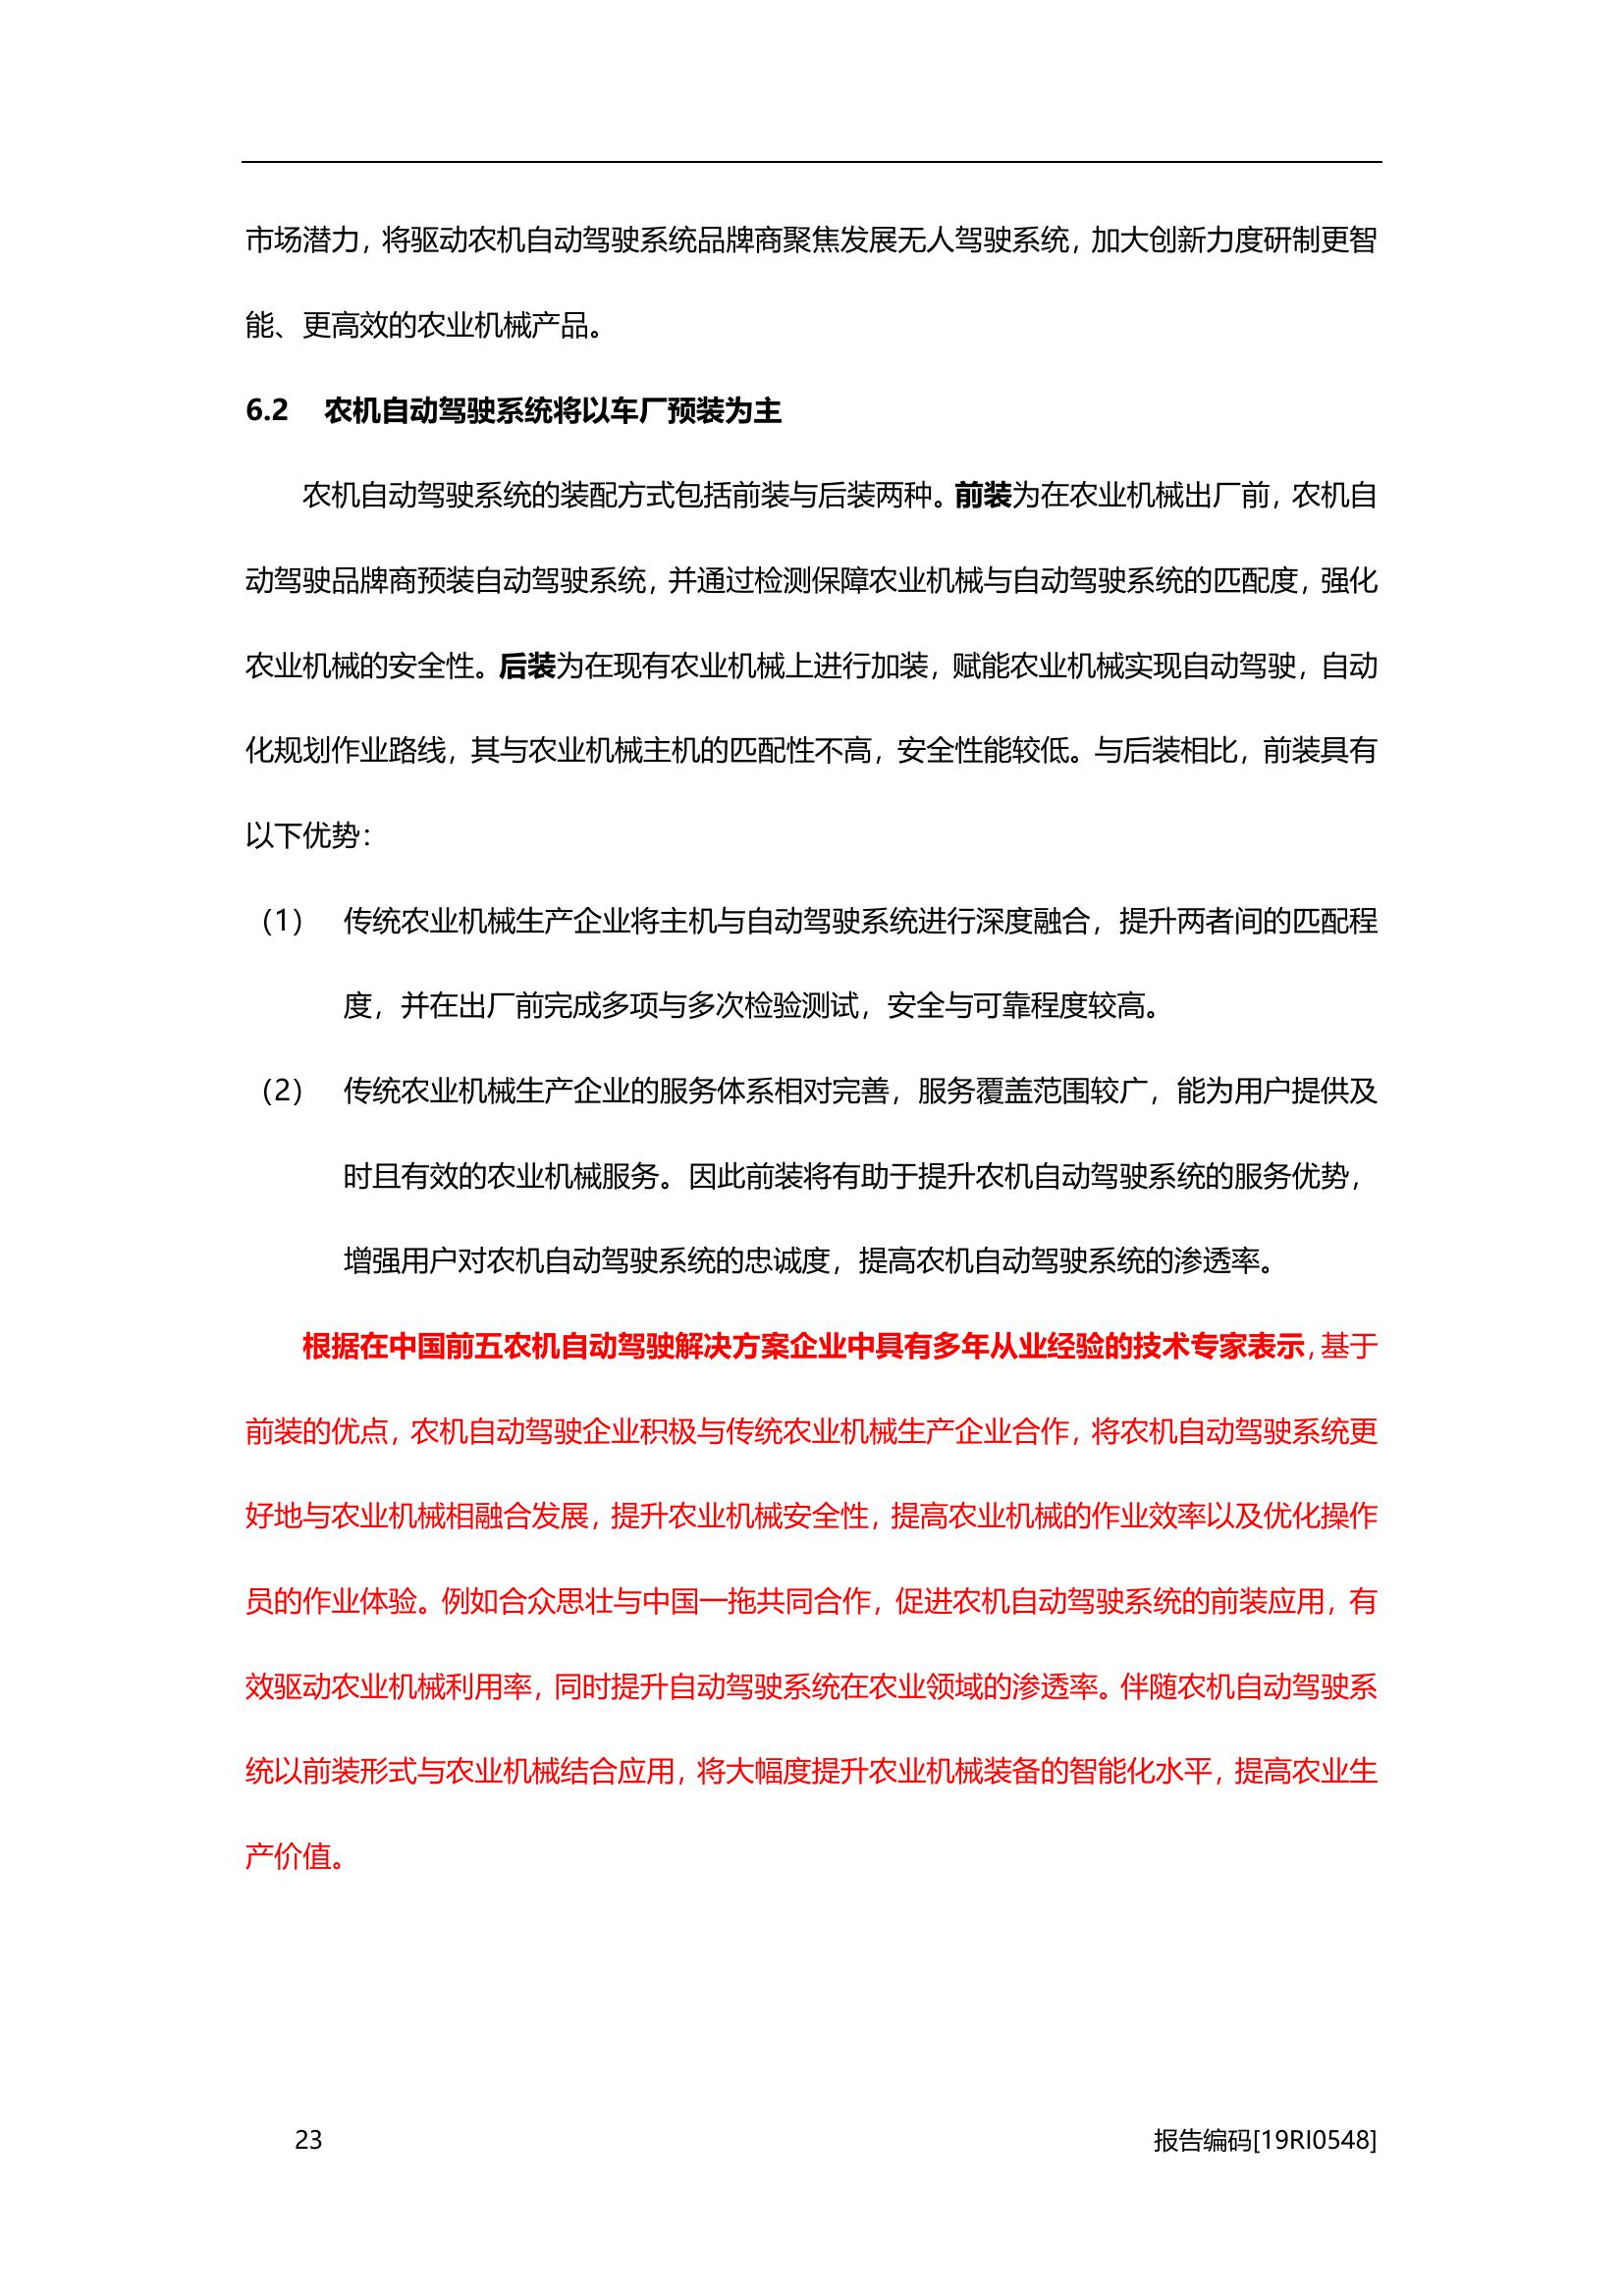 市场潜力，将驱动农机自动驾驶系统品牌商聚焦发展无人驾驶系统，加大创新力度研制更智
能、更高效的农业机械产品。
6.2 农机自动驾驶系统将以车厂预装为主
农机自动驾驶系统的装配方式包括前装与后装两种。前装为在农业机械出厂前，农机自
动驾驶品牌商预装自动驾驶系统，并通过检测保障农业机械与自动驾驶系统的匹配度，强化
农业机械的安全性。后装为在现有农业机械上进行加装，赋能农业机械实现自动驾驶，自动
化规划作业路线，其与农业机械主机的匹配性不高，安全性能较低。与后装相比，前装具有
以下优势：
（1） 传统农业机械生产企业将主机与自动驾驶系统进行深度融合，提升两者间的匹配程
度，并在出厂前完成多项与多次检验测试，安全与可靠程度较高。
（2） 传统农业机械生产企业的服务体系相对完善，服务覆盖范围较广，能为用户提供及
时且有效的农业机械服务。因此前装将有助于提升农机自动驾驶系统的服务优势，
增强用户对农机自动驾驶系统的忠诚度，提高农机自动驾驶系统的渗透率。
根据在中国前五农机自动驾驶解决方案企业中具有多年从业经验的技术专家表示，基于
前装的优点，农机自动驾驶企业积极与传统农业机械生产企业合作，将农机自动驾驶系统更
好地与农业机械相融合发展，提升农业机械安全性，提高农业机械的作业效率以及优化操作
员的作业体验。例如合众思壮与中国一拖共同合作，促进农机自动驾驶系统的前装应用，有
效驱动农业机械利用率，同时提升自动驾驶系统在农业领域的渗透率。伴随农机自动驾驶系
统以前装形式与农业机械结合应用，将大幅度提升农业机械装备的智能化水平，提高农业生
产价值。
23 报告编码[19RI0548]